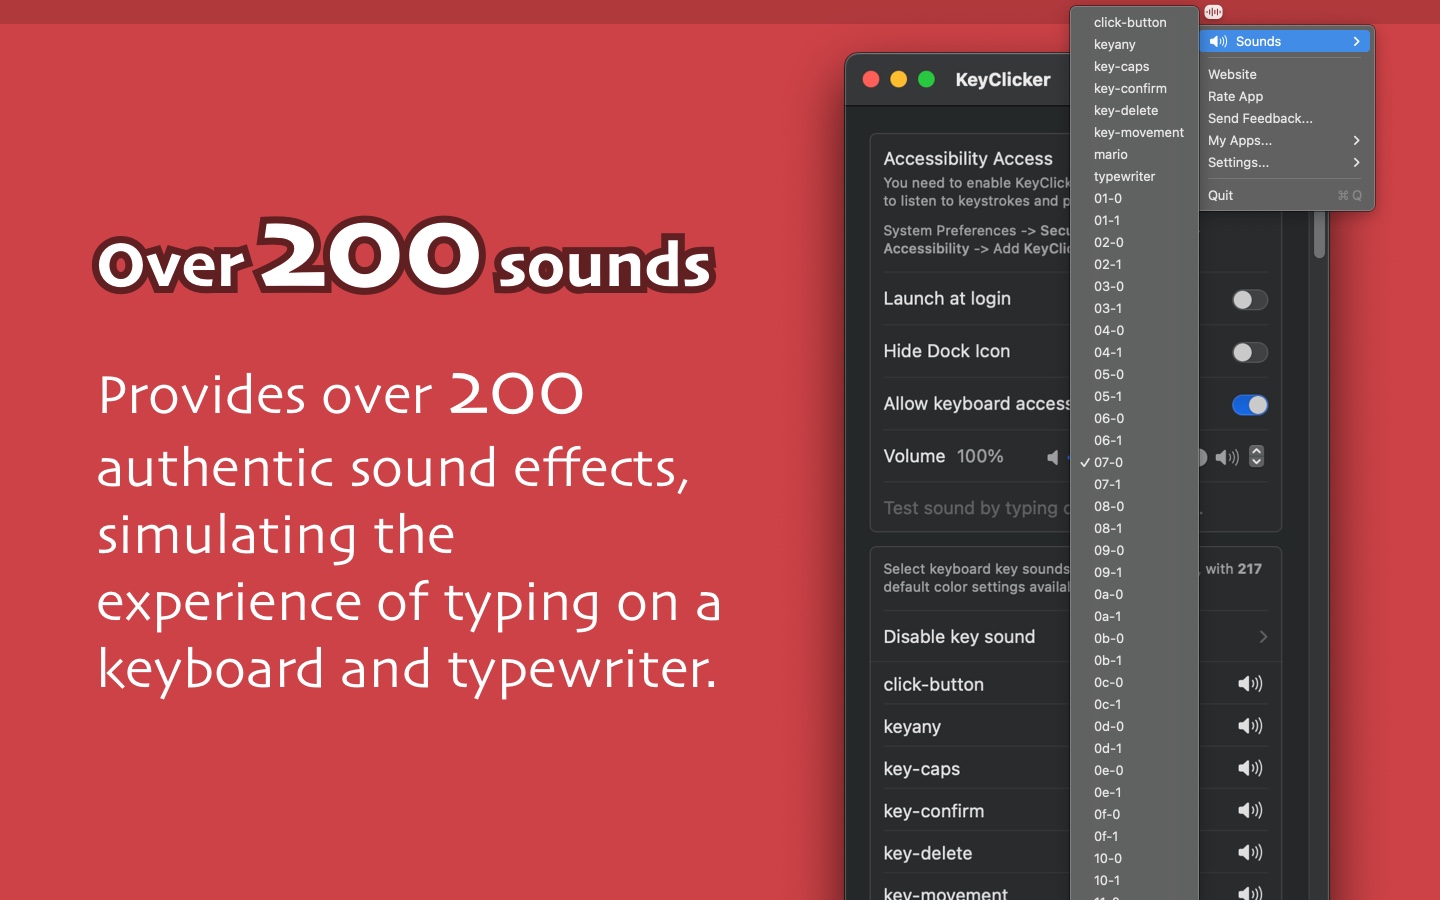 Over 200 sounds
Provides over 200
authentic sound effects,
simulating the
experience of typing on a
keyboard and typewriter.
KeyClicker
Accessibility Access
You need to enable KeyClick
to listen to keystrokes and p
System Preferences -> Secu
Accessibility -> Add KeyClic
Launch at login
Hide Dock Icon
Allow keyboard access
Volume 100%
Test sound by typing
Select keyboard key sounds , with 217
default color settings availal
Disable key sound
click-button
keyany
key-caps
key-confirm
key-delete
key-movement
click-button
keyany
key-caps
key-confirm
key-delete
key-movement
mario
typewriter
01-0
01-1
02-0
02-1
03-0
03-1
04-0
04-1
05-0
05-1
06-0
06-1
✓ 07-0
07-1
08-0
08-1
09-0
09-1
0a-0
0a-1
0b-0
0b-1
0c-0
0c-1
0d-0
0d-1
0e-0
0e-1
0f-0
0f-1
10-0
10-1
Sounds
Website
Rate App
Send Feedback...
My Apps...
Settings...
Quit ⌘ Q